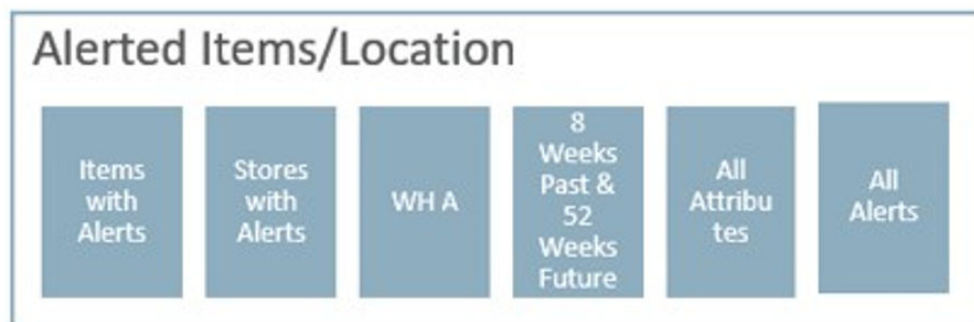 Alerted Items/Location
Items
with
Alerts
Stores
with
Alerts
WH A
8
Weeks
Past &
52
Weeks
Future
All
Attribu
tes
All
Alerts